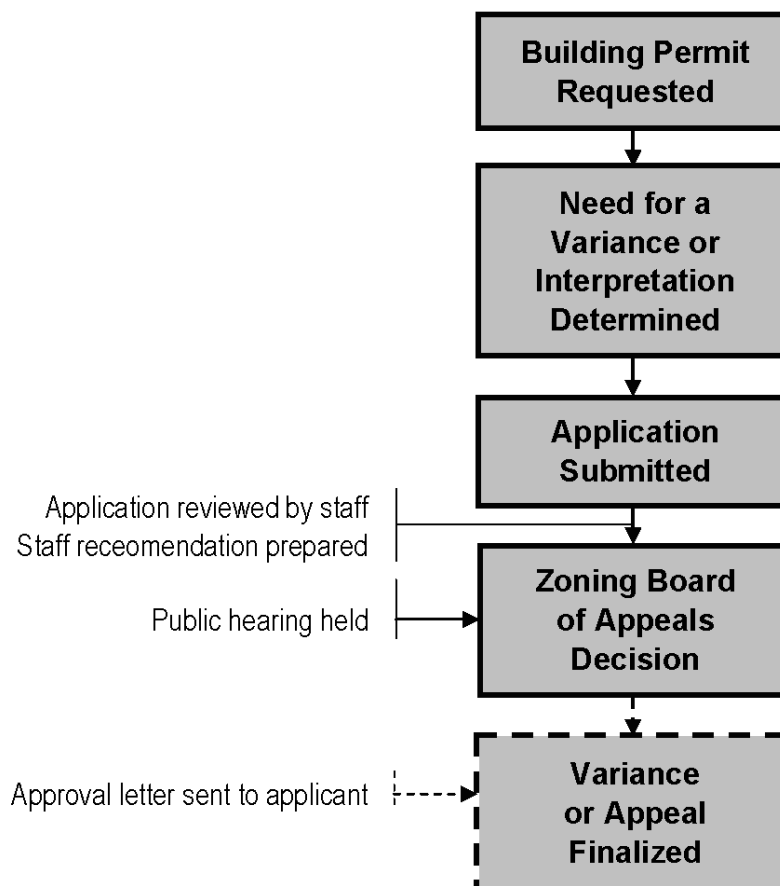 Building Permit
Requested
Need for a
Variance or
Interpretation
Determined
Application
Submitted
Application reviewed by staff
Staff receomendation prepared
Zoning Board
of Appeals
Decision
Public hearing held
Variance
or Appeal
Finalized
Approval letter sent to applicant